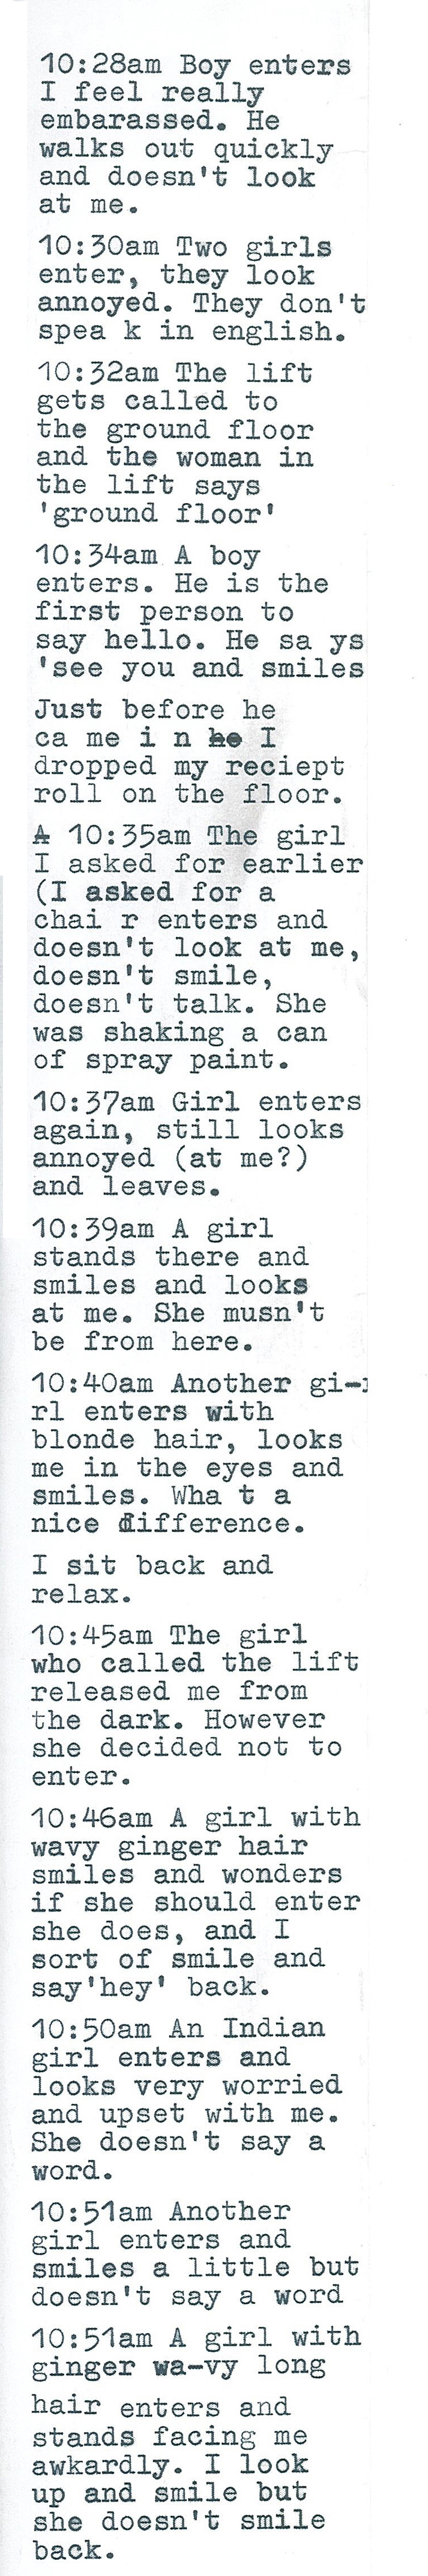 10:28am Boy enters
I feel really
embarassed. He
walks out quickly
and doesn't look
at me.
10:30am Two girls
enter, they look
annoyed. They don't
spea k in english.
10:32am The lift
gets called to
the ground floor
and the woman in
the lift says
'ground floor'
10:34am A boy
enters. He is the
first person to
say hello. He sa ys
'see you and smiles
Just before he
ca me i n he I
dropped my reciept
roll on the floor.
A 10:35am The girl
I asked for earlier
(I asked for a
chai r enters and
doesn't look at me,
doesn't smile,
doesn't talk. She
was shaking a can
of spray paint.
10:37am Girl enters
again, still looks
annoyed (at me?)
and leaves.
10:39am A girl
stands there and
smiles and looks
at me. She musn't
be from here.
10:40am Another gi-
rl enters with
blonde hair, looks
me in the eyes and
smiles. Wha t a
nice difference.
I sit back and
relax.
10:45am The girl
who called the lift
released me from
the dark. However
she decided not to
enter.
10:46am A girl with
wavy ginger hair
smiles and wonders
if she should enter
she does, and I
sort of smile and
say'hey' back.
10:50am An Indian
girl enters and
looks very worried
and upset with me.
She doesn't say a
word.
10:51am Another
girl enters and
smiles a little but
doesn't say a word
10:51am A girl with
ginger wa-vy long
hair enters and
stands facing me
awkardly. I look
up and smile but
she doesn't smile
back.